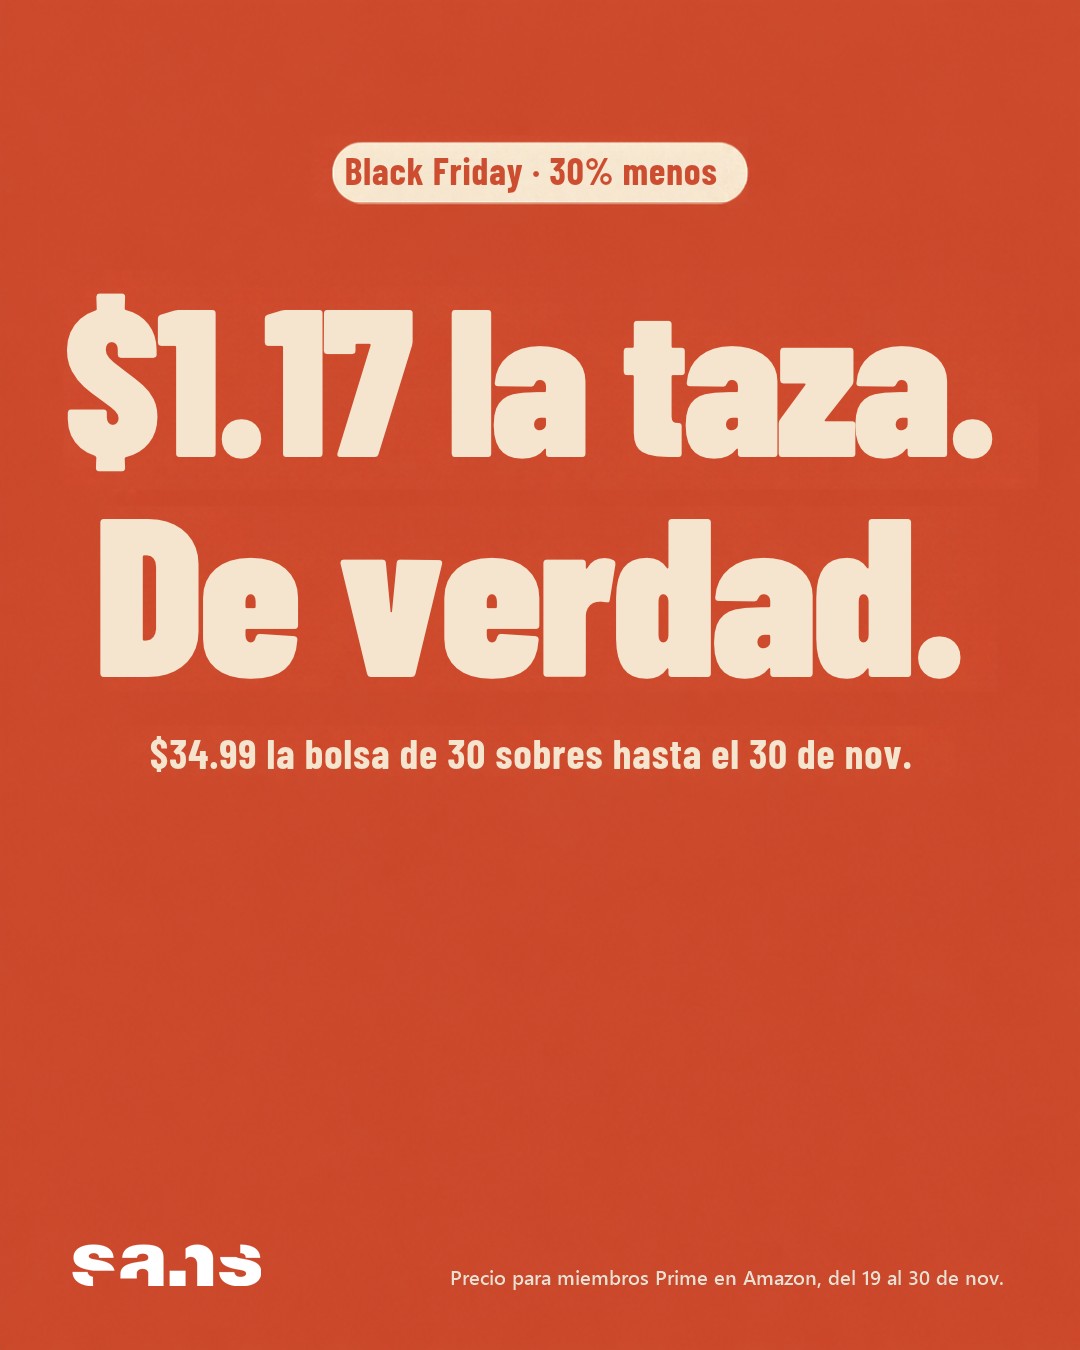 Black Friday · 30% menos
$1.17 la taza.
De verdad.
$34.99 la bolsa de 30 sobres hasta el 30 de nov.
sans
Precio para miembros Prime en Amazon, del 19 al 30 de nov.